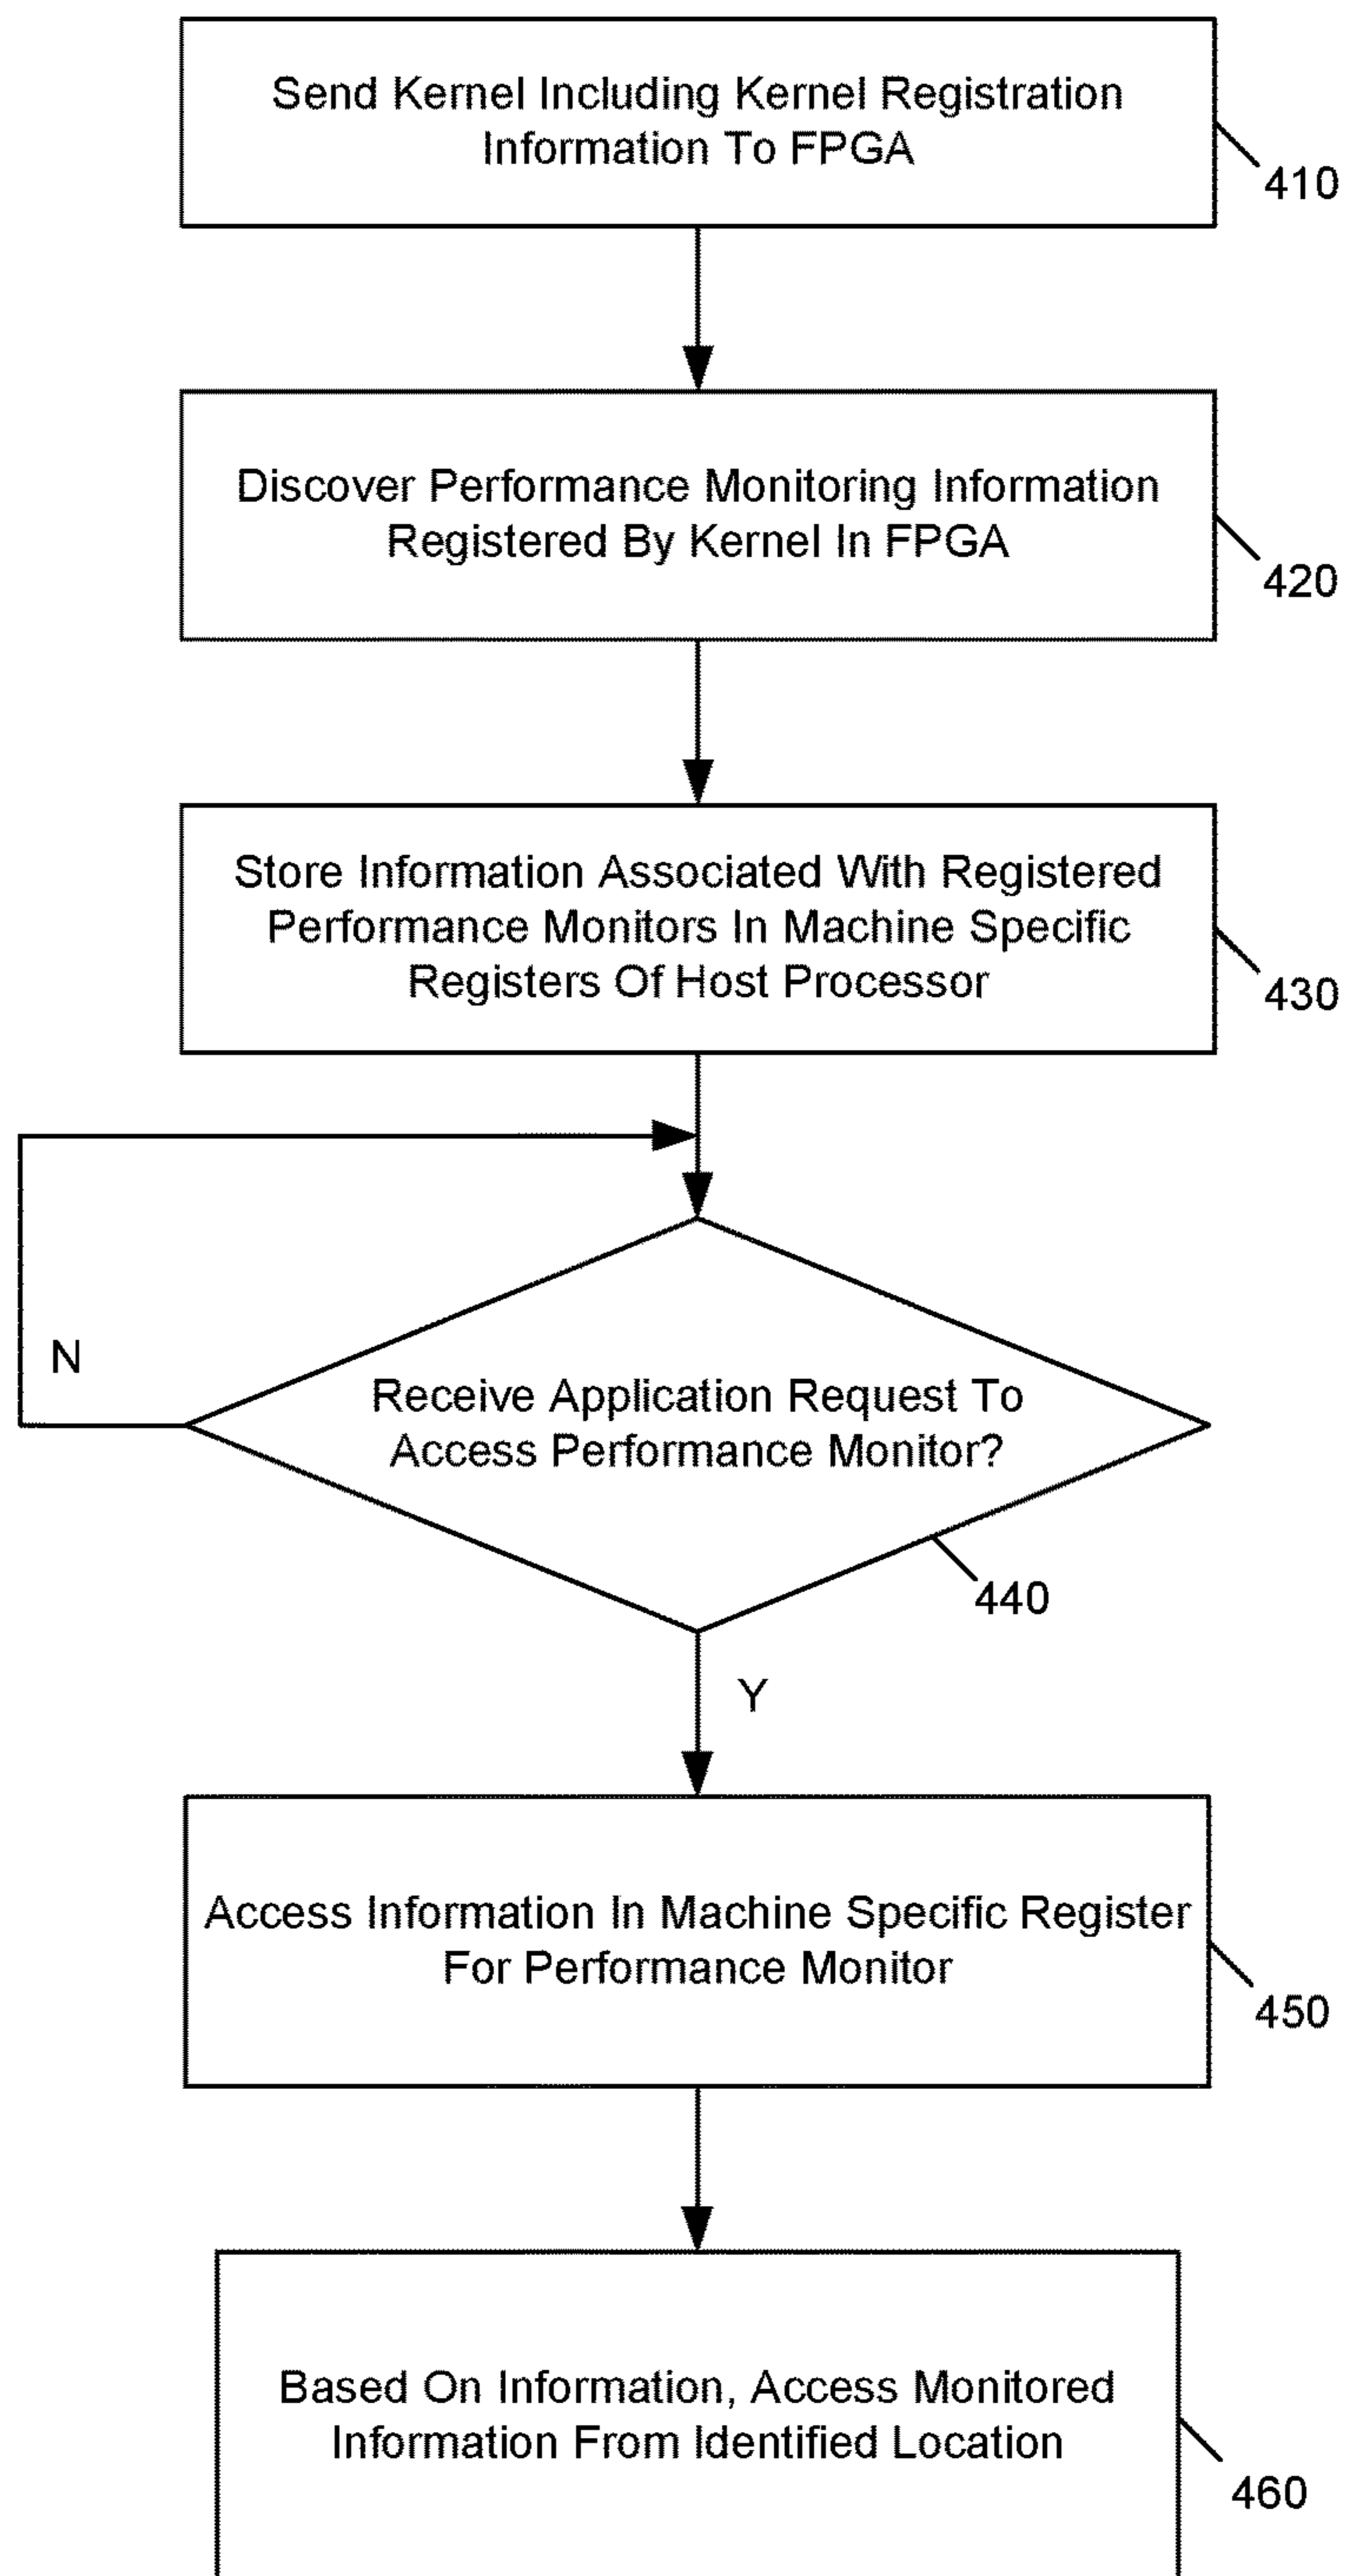 Send Kernel Including Kernel Registration
Information To FPGA
410
Discover Performance Monitoring Information
Registered By Kernel In FPGA
420
Store Information Associated With Registered
Performance Monitors In Machine Specific
Registers Of Host Processor
430
N
Receive Application Request To
Access Performance Monitor?
440
Y
Access Information In Machine Specific Register
For Performance Monitor
450
Based On Information, Access Monitored
Information From Identified Location
460